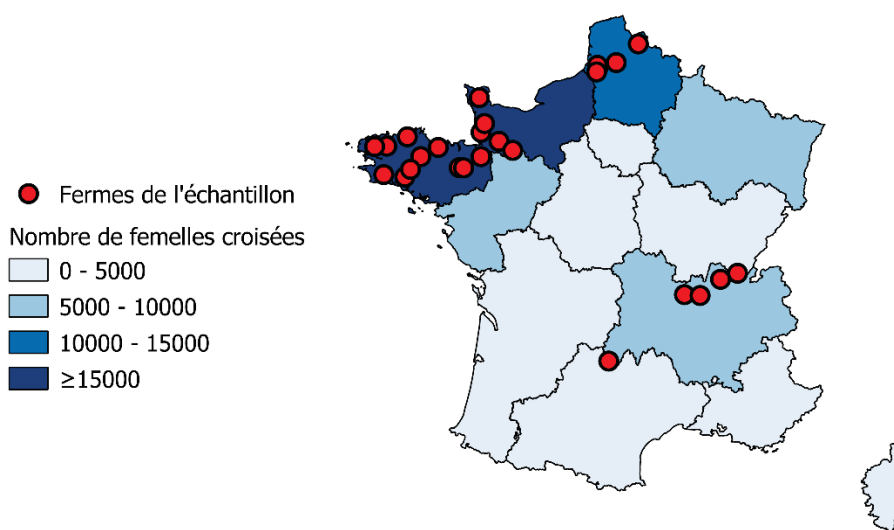 Fermes de l'échantillon
Nombre de femelles croisées
0 - 5000
5000 - 10000
10000 - 15000
≥15000